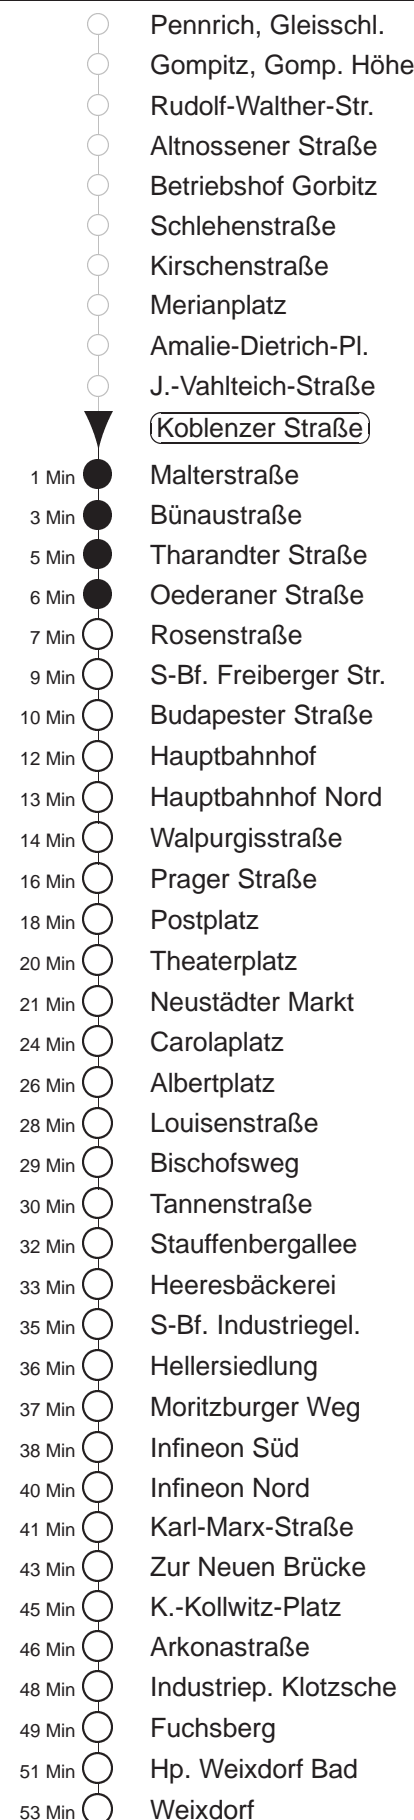 Pennrich, Gleisschl.
Gompitz, Gomp. Höhe
Rudolf-Walther-Str.
Altnossener Straße
Betriebshof Gorbitz
Schlehenstraße
Kirschenstraße
Merianplatz
Amalie-Dietrich-Pl.
J.-Vahlteich-Straße
Koblenzer Straße
1 Min Malterstraße
3 Min Bünaustraße
5 Min Tharandter Straße
6 Min Oederaner Straße
7 Min Rosenstraße
9 Min S-Bf. Freiberger Str.
10 Min Budapester Straße
12 Min Hauptbahnhof
13 Min Hauptbahnhof Nord
14 Min Walpurgisstraße
16 Min Prager Straße
18 Min Postplatz
20 Min Theaterplatz
21 Min Neustädter Markt
24 Min Carolaplatz
26 Min Albertplatz
28 Min Louisenstraße
29 Min Bischofsweg
30 Min Tannenstraße
32 Min Stauffenbergallee
33 Min Heeresbäckerei
35 Min S-Bf. Industriegel.
36 Min Hellersiedlung
37 Min Moritzburger Weg
38 Min Infineon Süd
40 Min Infineon Nord
41 Min Karl-Marx-Straße
43 Min Zur Neuen Brücke
45 Min K.-Kollwitz-Platz
46 Min Arkonastraße
48 Min Industriep. Klotzsche
49 Min Fuchsberg
51 Min Hp. Weixdorf Bad
53 Min Weixdorf